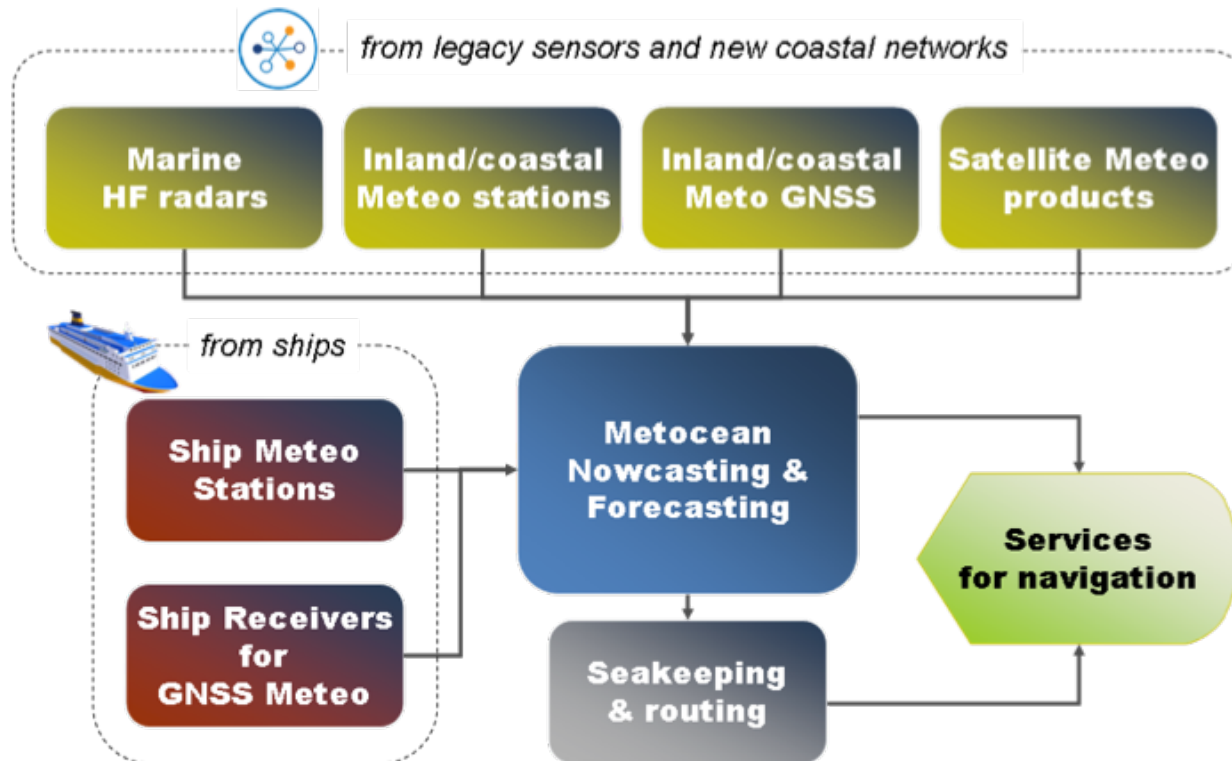 from legacy sensors and new coastal networks
Marine
HF radars
Inland/coastal
Meteo stations
Inland/coastal
Meto GNSS
Satellite Meteo
products
from ships
Ship Meteo
Stations
Ship Receivers
for
GNSS Meteo
Metocean
Nowcasting &
Forecasting
Seakeeping
& routing
Services
for navigation